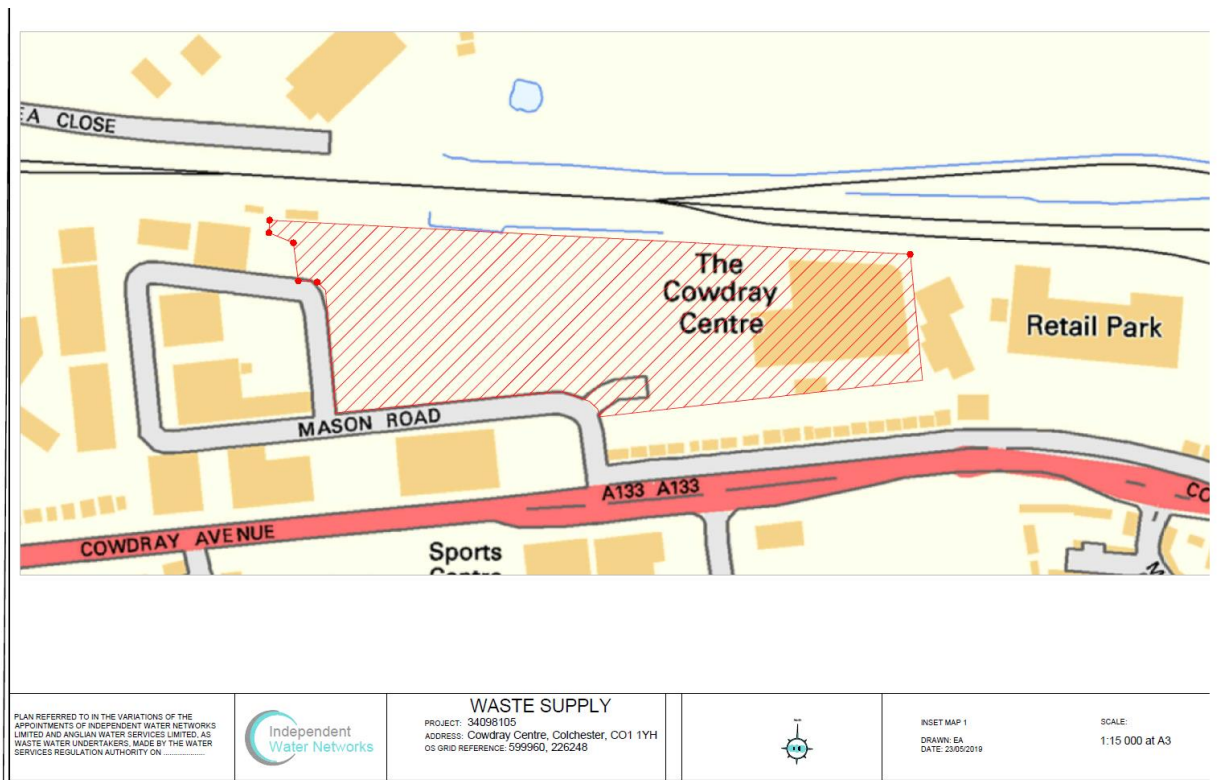 EA CLOSE
The
Cowdray
Centre
Retail Park
MASON ROAD
A133 A133
CO
COWDRAY AVENUE
Sports
Centre
M
PLAN REFERRED TO IN THE VARIATIONS OF THE
APPOINTMENTS OF INDEPENDENT WATER NETWORKS
LIMITED AND ANGLIAN WATER SERVICES LIMITED, AS
WASTE WATER UNDERTAKERS, MADE BY THE WATER
SERVICES REGULATION AUTHORITY ON ....................
Independent
Water Networks
WASTE SUPPLY
PROJECT: 34098105
ADDRESS: Cowdray Centre, Colchester, CO1 1YH
OS GRID REFERENCE: 599960, 226248
INSET MAP 1
DRAWN: EA
DATE: 23/05/2019
SCALE:
1:15 000 at A3